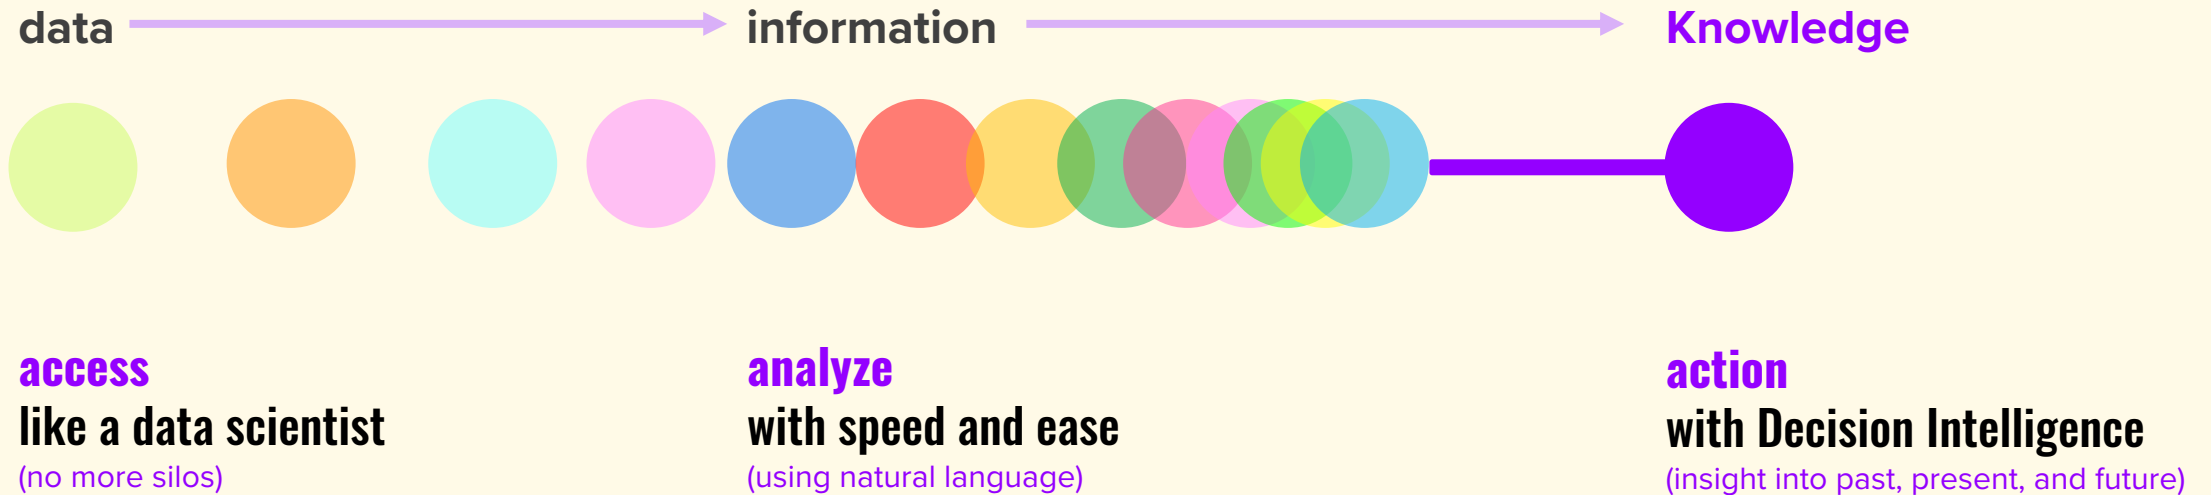 data
information
Knowledge
access
like a data scientist
(no more silos)
analyze
with speed and ease
(using natural language)
action
with Decision Intelligence
(insight into past, present, and future)